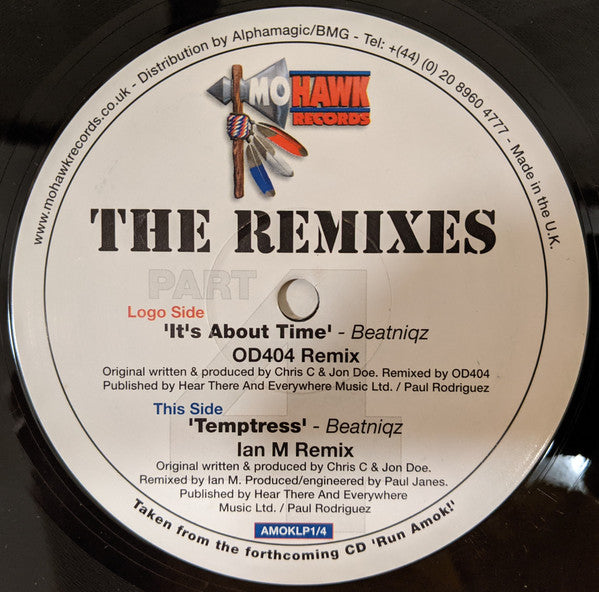 www.mohawkrecords.co.uk - Distribution by Alphamagic/BMG - Tel: +(44) (0) 20 8960 4777 - Made in the U.K.
MOHAWK
RECORDS
THE REMIXES
PART
4
Logo Side
'It's About Time' - Beatniqz
OD404 Remix
Original written & produced by Chris C & Jon Doe. Remixed by OD404
Published by Hear There And Everywhere Music Ltd. / Paul Rodriguez
This Side
'Temptress' - Beatniqz
Ian M Remix
Original written & produced by Chris C & Jon Doe.
Remixed by Ian M. Produced/engineered by Paul Janes.
Published by Hear There And Everywhere
Music Ltd. / Paul Rodriguez
AMOKLP1/4
Taken from the forthcoming CD 'Run Amok!'